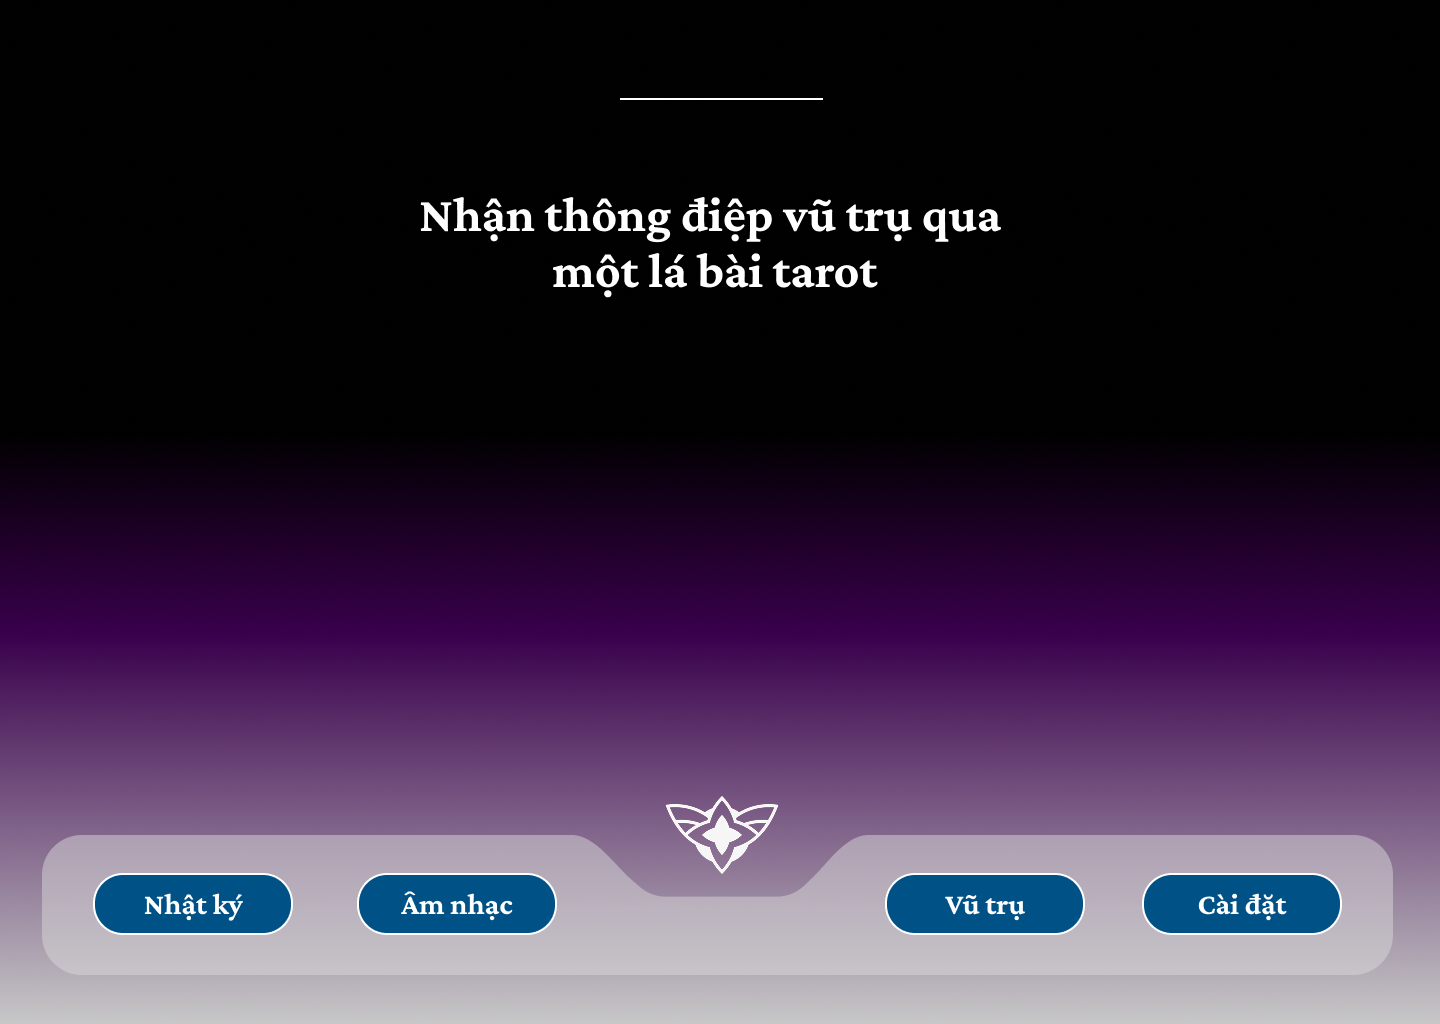 Nhận thông điệp vũ trụ qua
một lá bài tarot
Nhật ký
Âm nhạc
Vũ trụ
Cài đặt